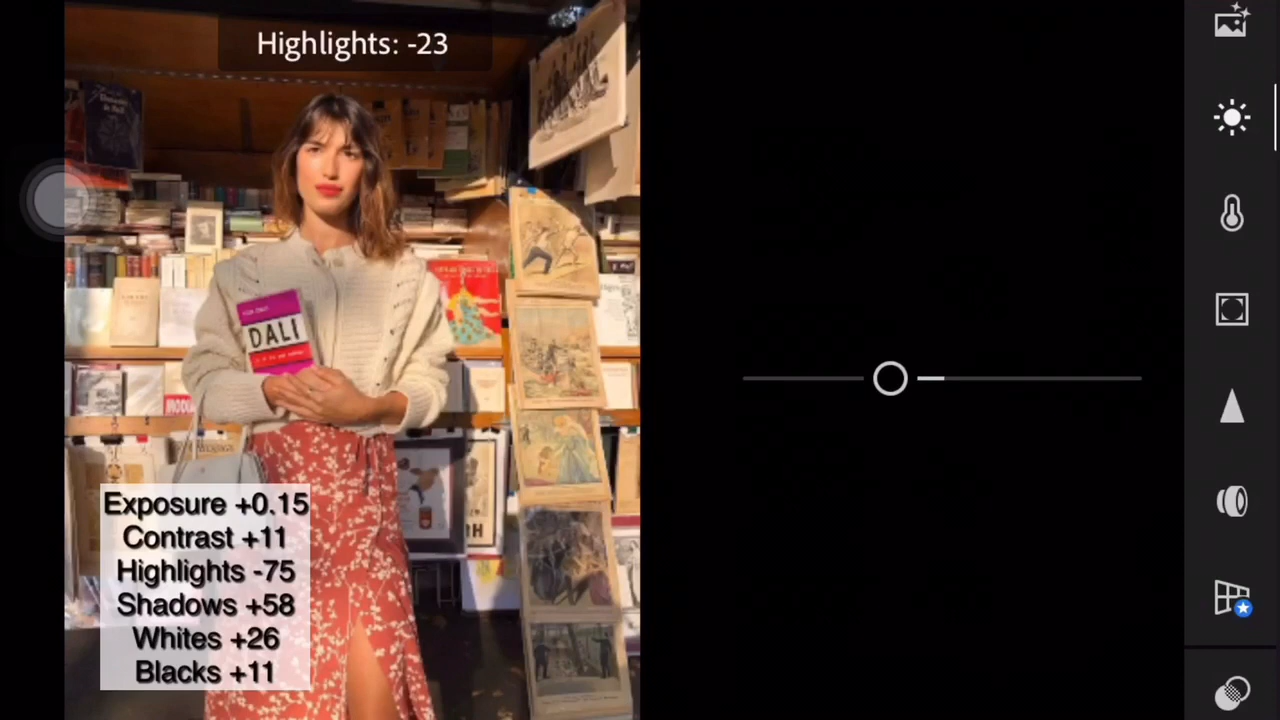 Highlights: -23
DALI
Exposure +0.15
Contrast +11
Highlights -75
Shadows +58
Whites +26
Blacks +11